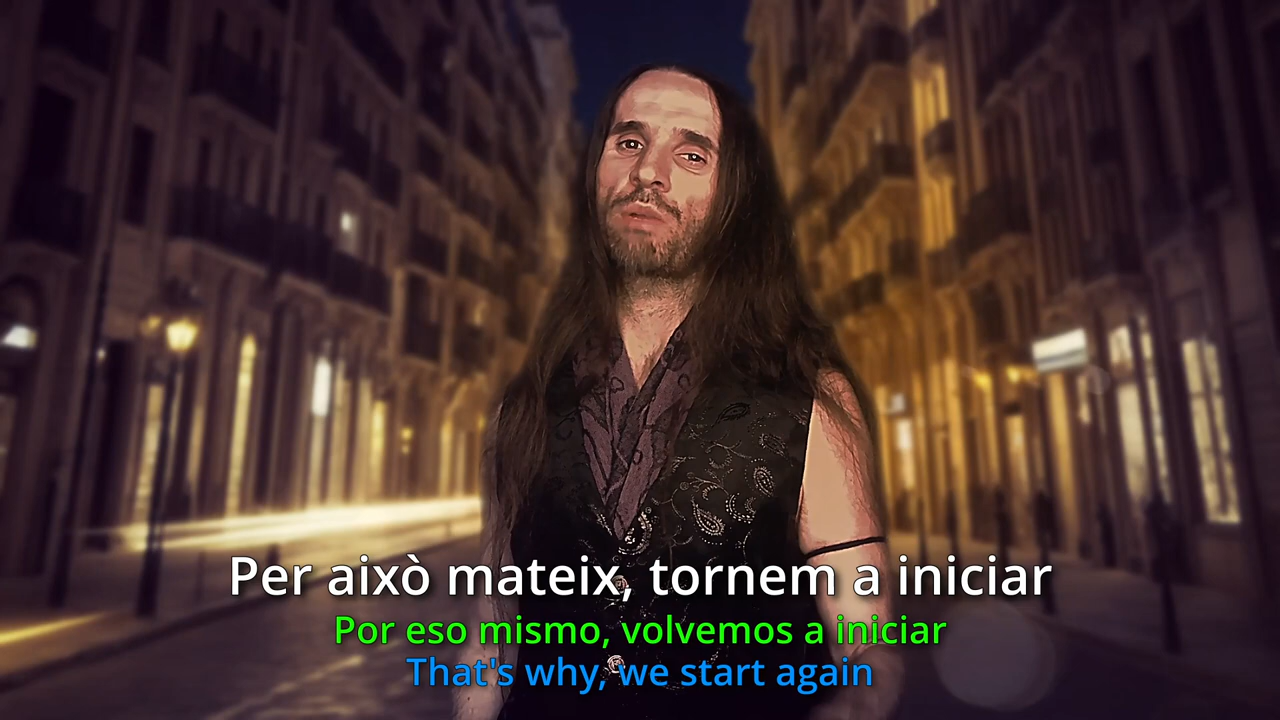 Per això mateix, tornem a iniciar
Por eso mismo, volvemos a iniciar
That's why, we start again